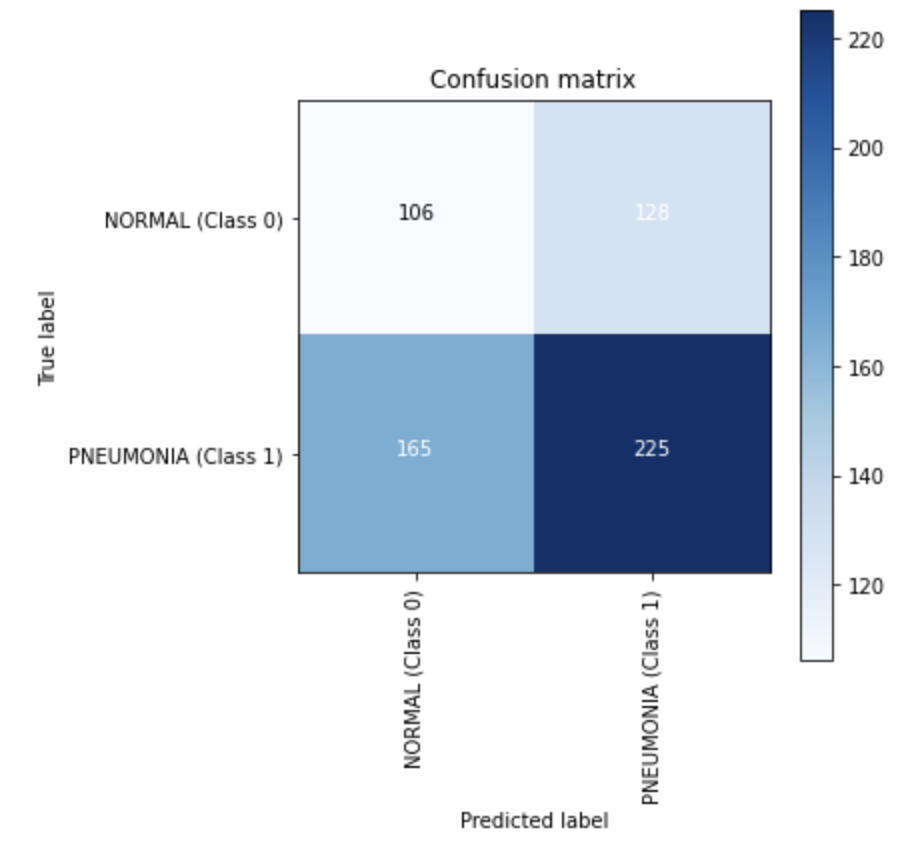 Confusion matrix
220
200
180
160
140
120
True label
NORMAL (Class 0)
106
128
PNEUMONIA (Class 1)
165
225
NORMAL (Class 0)
PNEUMONIA (Class 1)
Predicted label